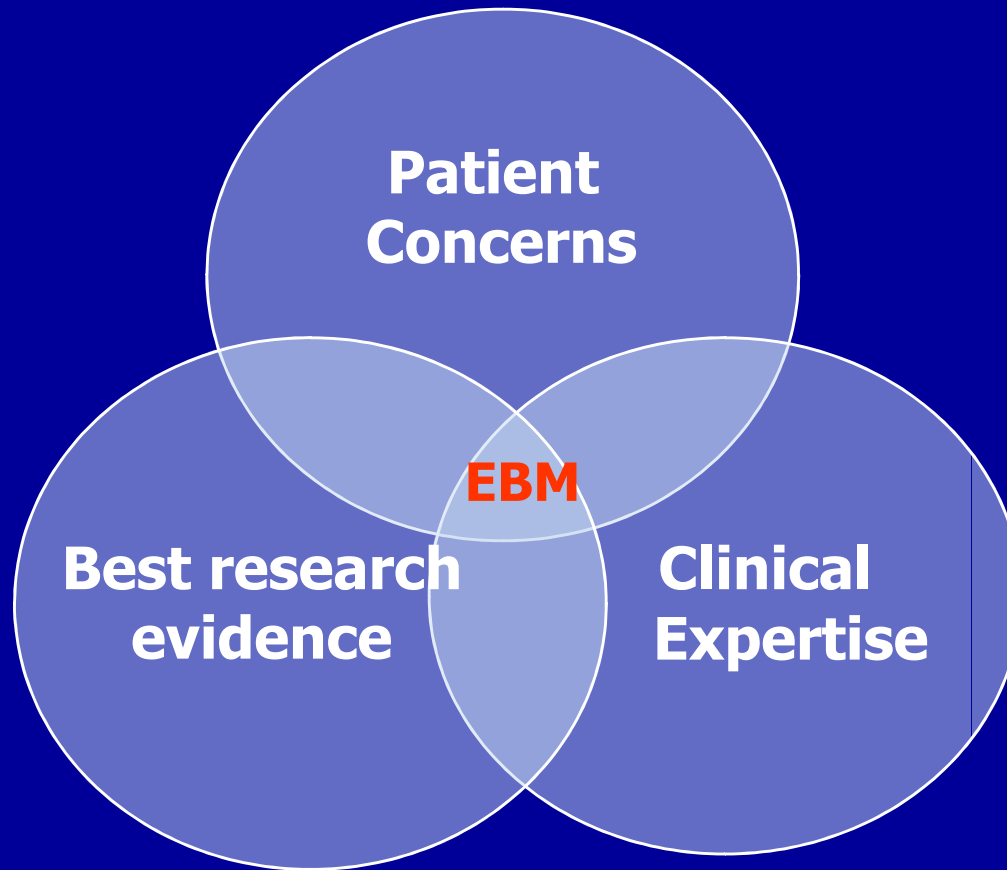 Patient
Concerns
EBM
Best research
evidence
Clinical
Expertise